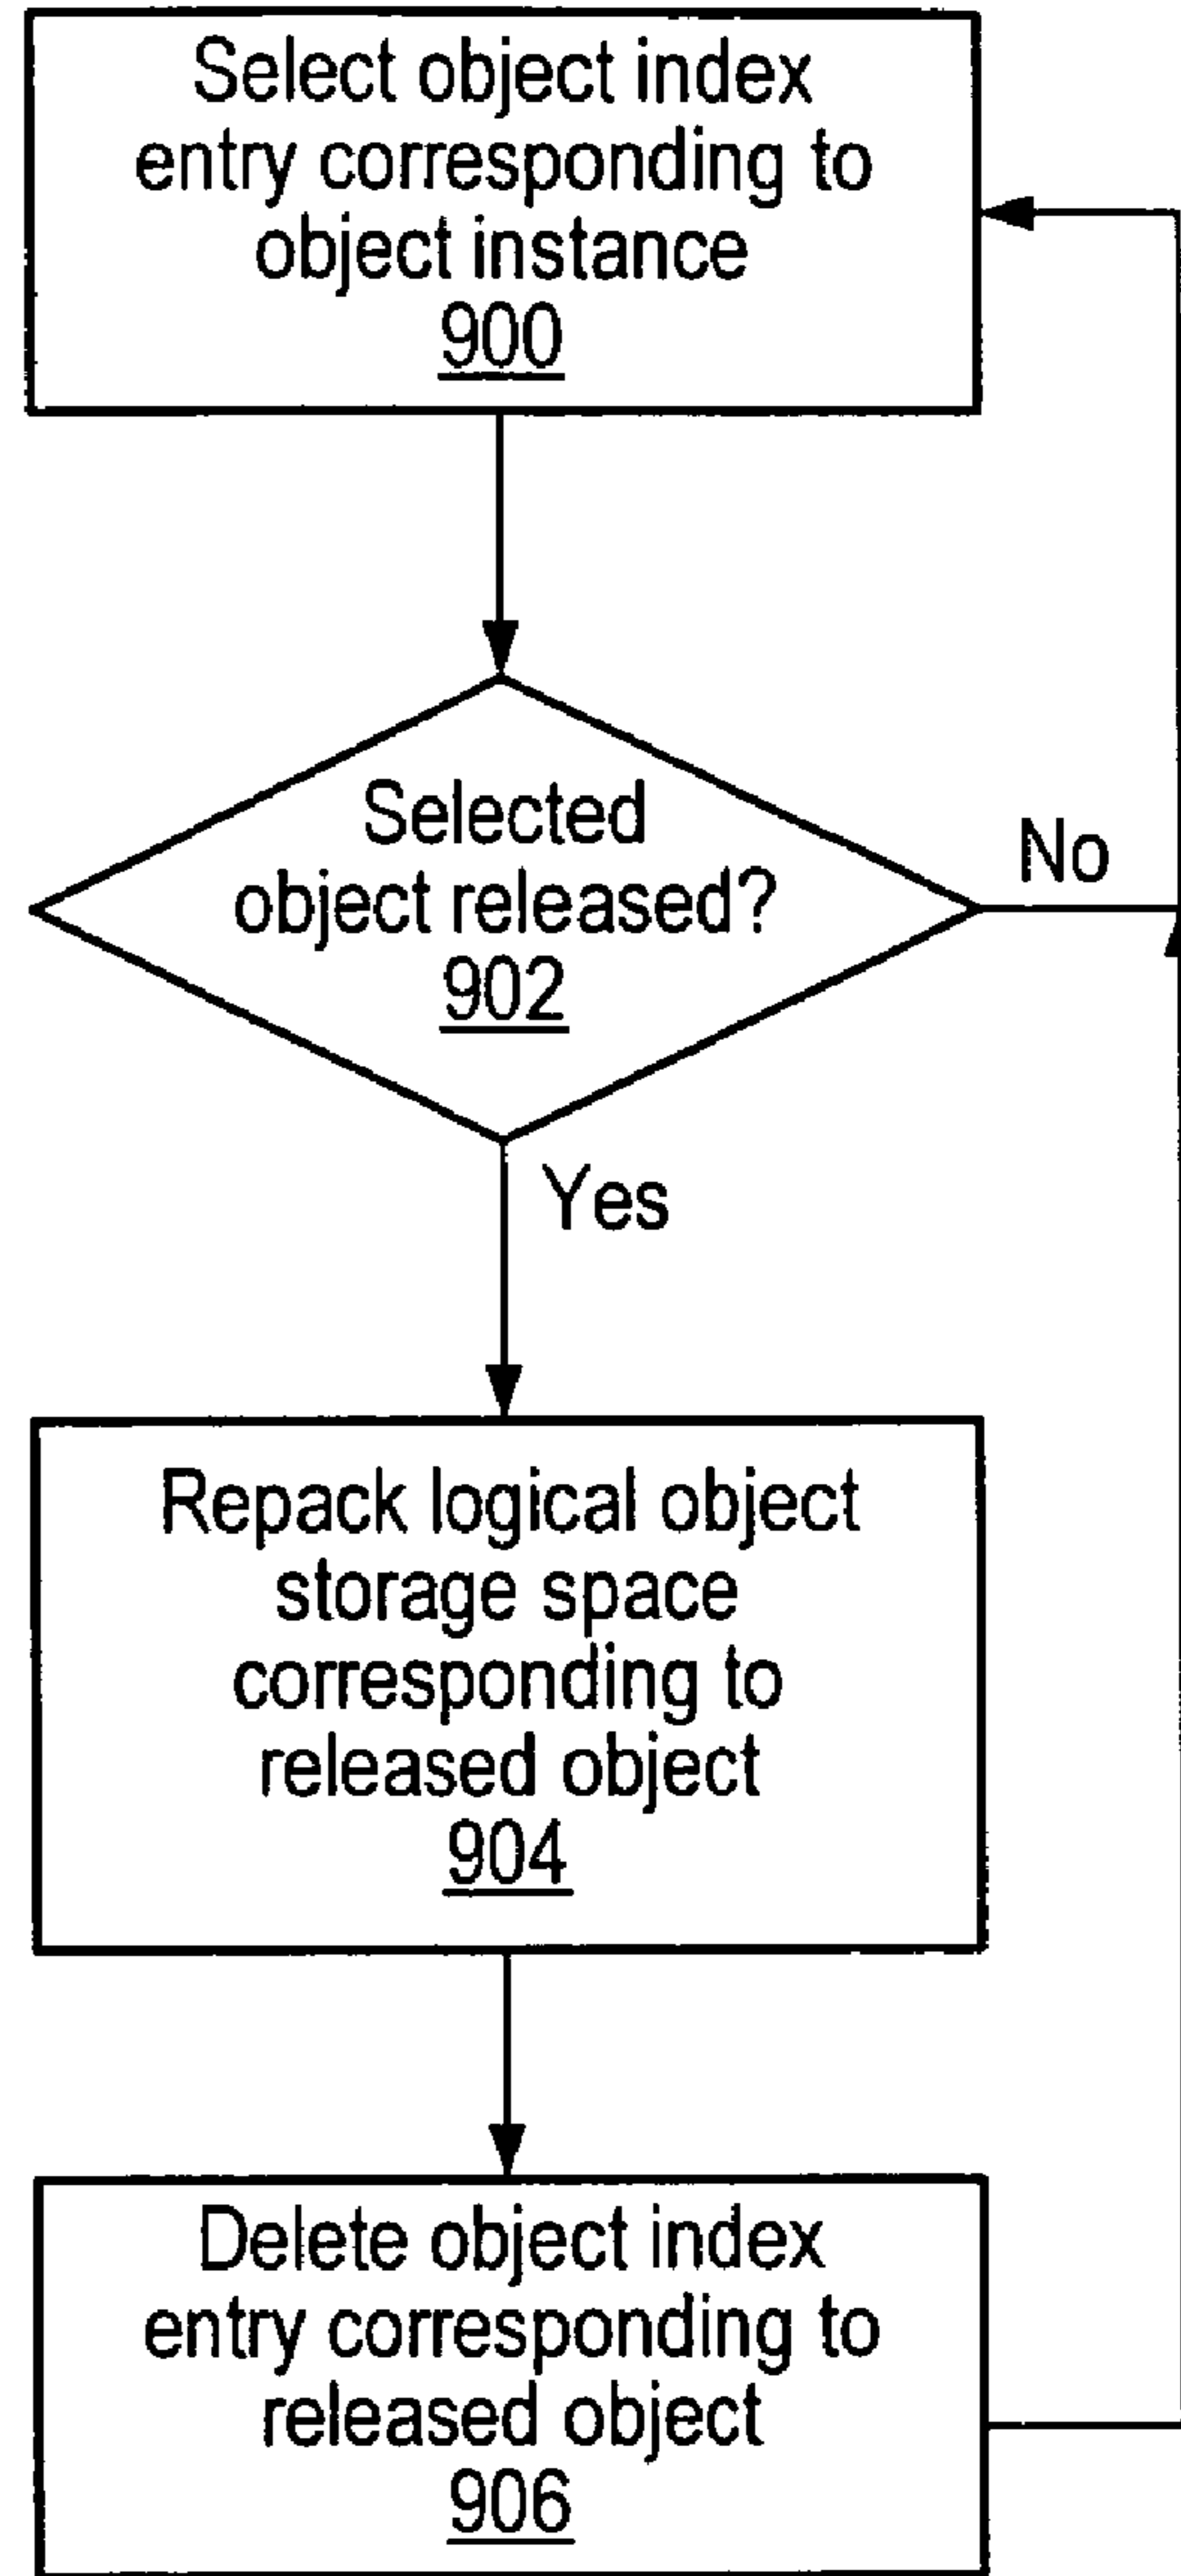 Select object index
entry corresponding to
object instance
900
Selected
object released?
902
No
Yes
Repack logical object
storage space
corresponding to
released object
904
Delete object index
entry corresponding to
released object
906